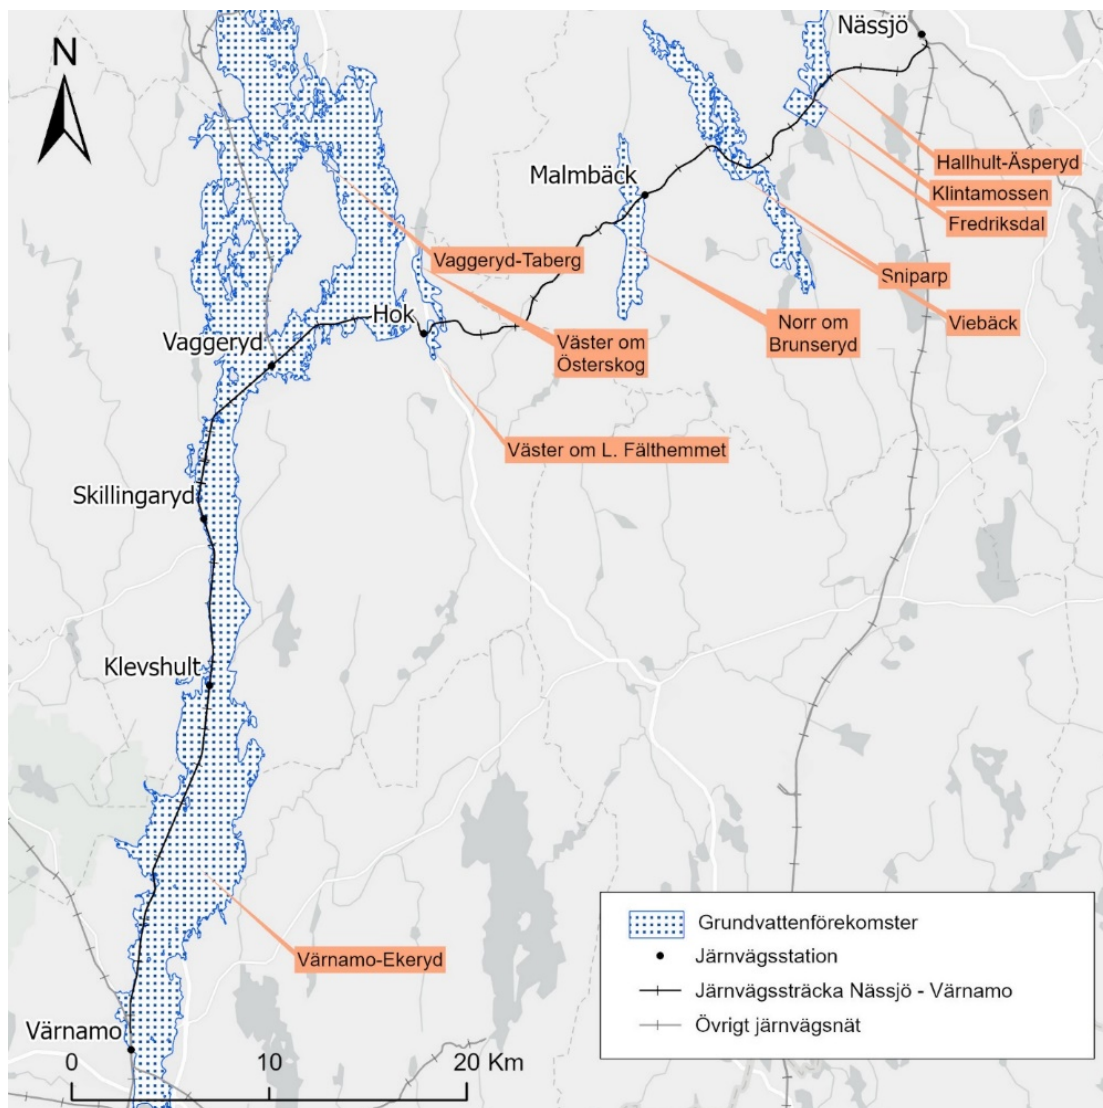 Nässjö
N
Hallhult-Äsperyd
Malmbäck
Klintamossen
Fredriksdal
Vaggeryd-Taberg
Sniparp
Hok
Norr om
Brunseryd
Viebäck
Vaggeryd
Väster om
Österskog
Väster om L. Fälthemmet
Skillingaryd
Klevshult
Värnamo-Ekeryd
Värnamo
0 10 20 Km
Grundvattenförekomster
Järnvägsstation
Järnvägssträcka Nässjö - Värnamo
Övrigt järnvägsnät